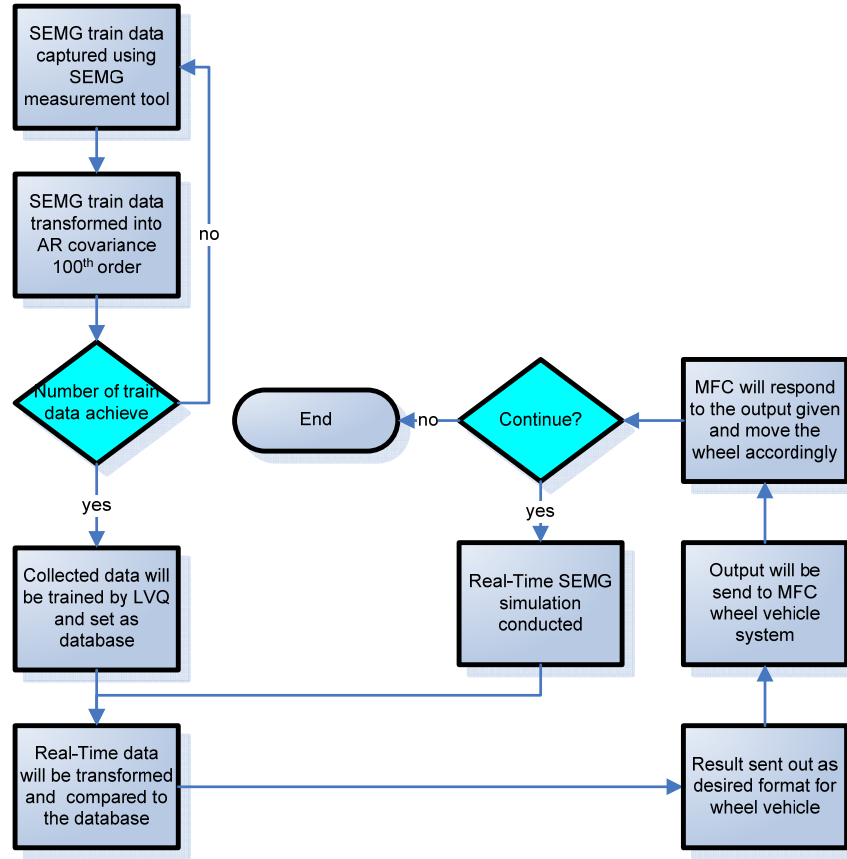 SEMG train data
captured using
SEMG
measurement tool
SEMG train data
transformed into
AR covariance
100th order
no
Number of train
data achieve
yes
Collected data will
be trained by LVQ
and set as
database
Real-Time data
will be transformed
and compared to
the database
End
no
Continue?
yes
Real-Time SEMG
simulation
conducted
MFC will respond
to the output given
and move the
wheel accordingly
Output will be
send to MFC
wheel vehicle
system
Result sent out as
desired format for
wheel vehicle